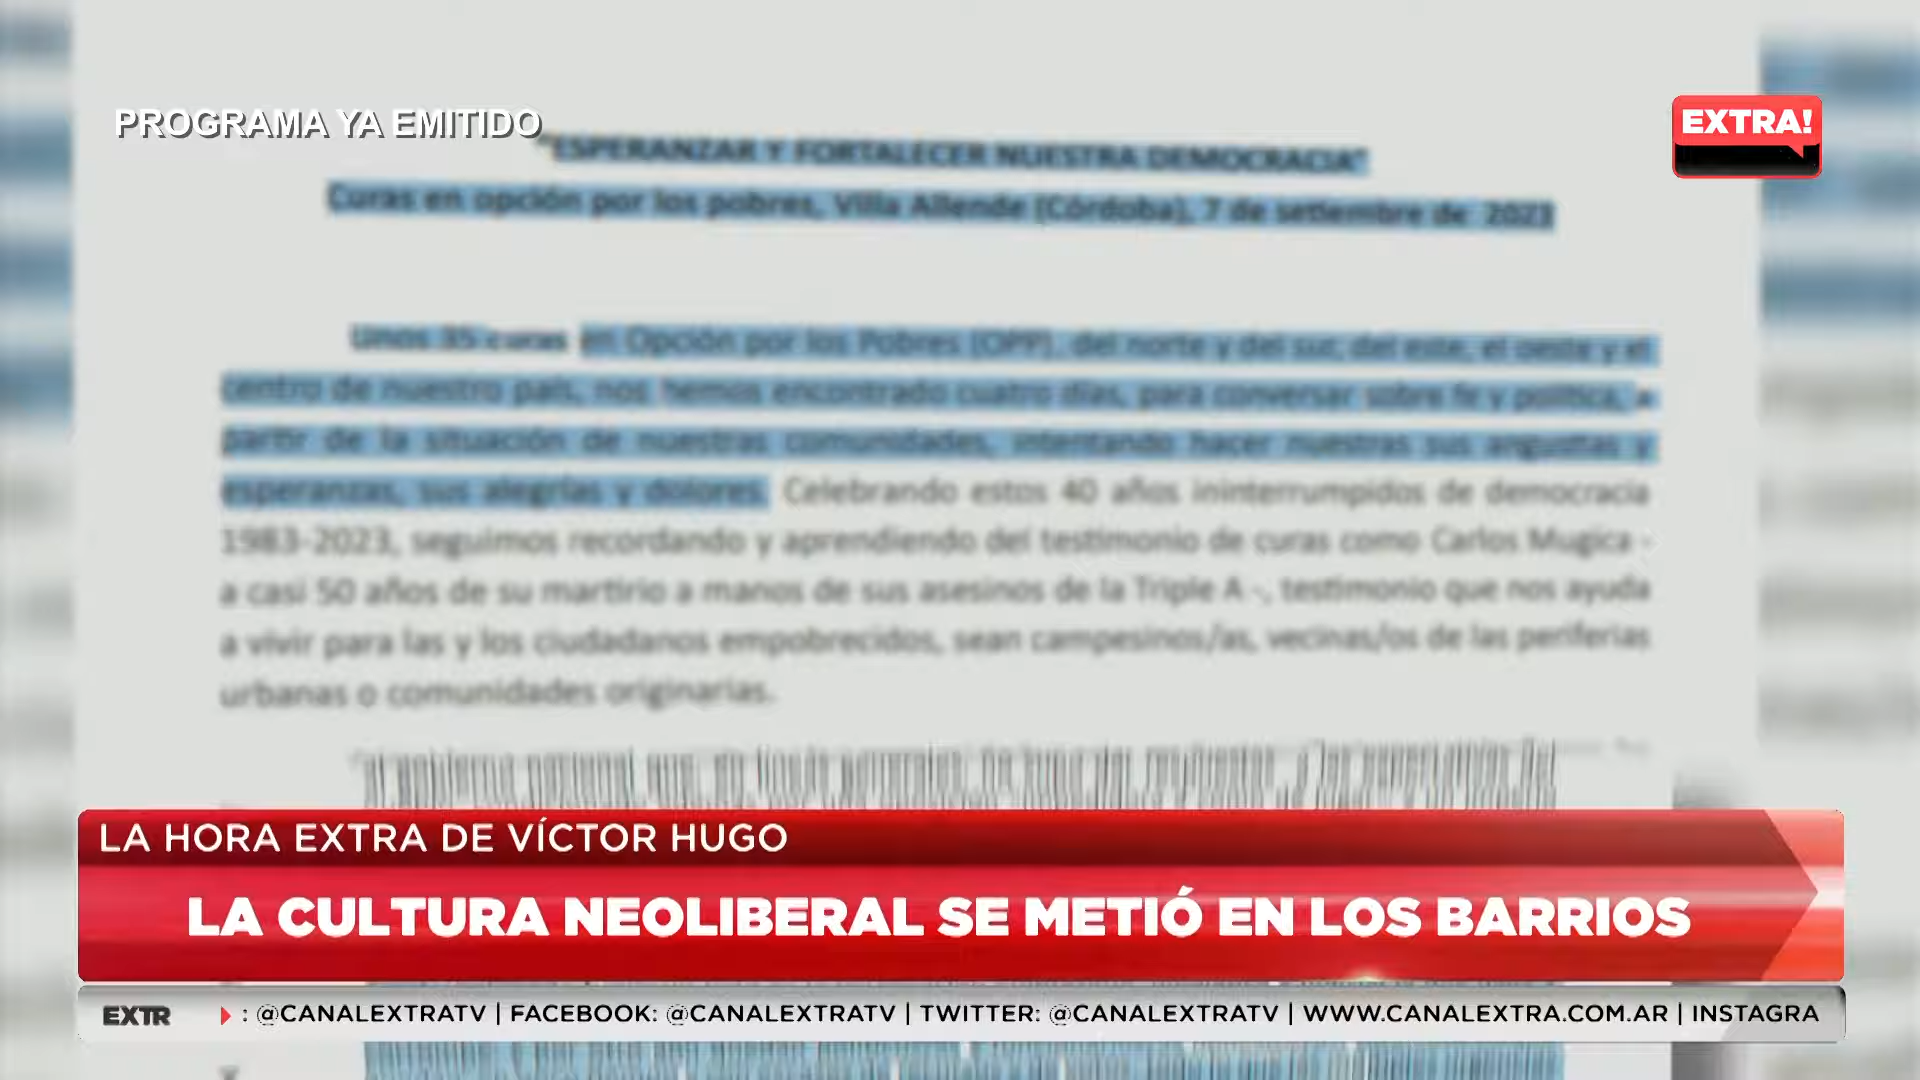 PROGRAMA YA EMITIDO
EXTRA!
"ESPERANZAR Y FORTALECER NUESTRA DEMOCRACIA"
Curas en opción por los pobres, Villa Allende (Córdoba), 7 de setiembre de 2023
Unos 35 curas en Opción por los Pobres (OPP), del norte y del sur, del este, el oeste y el
centro de nuestro país, nos hemos encontrado cuatro días, para conversar sobre fe y política, a
partir de la situación de nuestras comunidades, intentando hacer nuestras sus angustias y
esperanzas, sus alegrías y dolores. Celebrando estos 40 años ininterrumpidos de democracia
1983-2023, seguimos recordando y aprendiendo del testimonio de curas como Carlos Mugica -
a casi 50 años de su martirio a manos de sus asesinos de la Triple A -, testimonio que nos ayuda
a vivir para las y los ciudadanos empobrecidos, sean campesinos/as, vecinas/os de las periferias
urbanas o comunidades originarias.
LA HORA EXTRA DE VÍCTOR HUGO
LA CULTURA NEOLIBERAL SE METIÓ EN LOS BARRIOS
EXTR : @CANALEXTRATV | FACEBOOK: @CANALEXTRATV | TWITTER: @CANALEXTRATV | WWW.CANALEXTRA.COM.AR | INSTAGRA